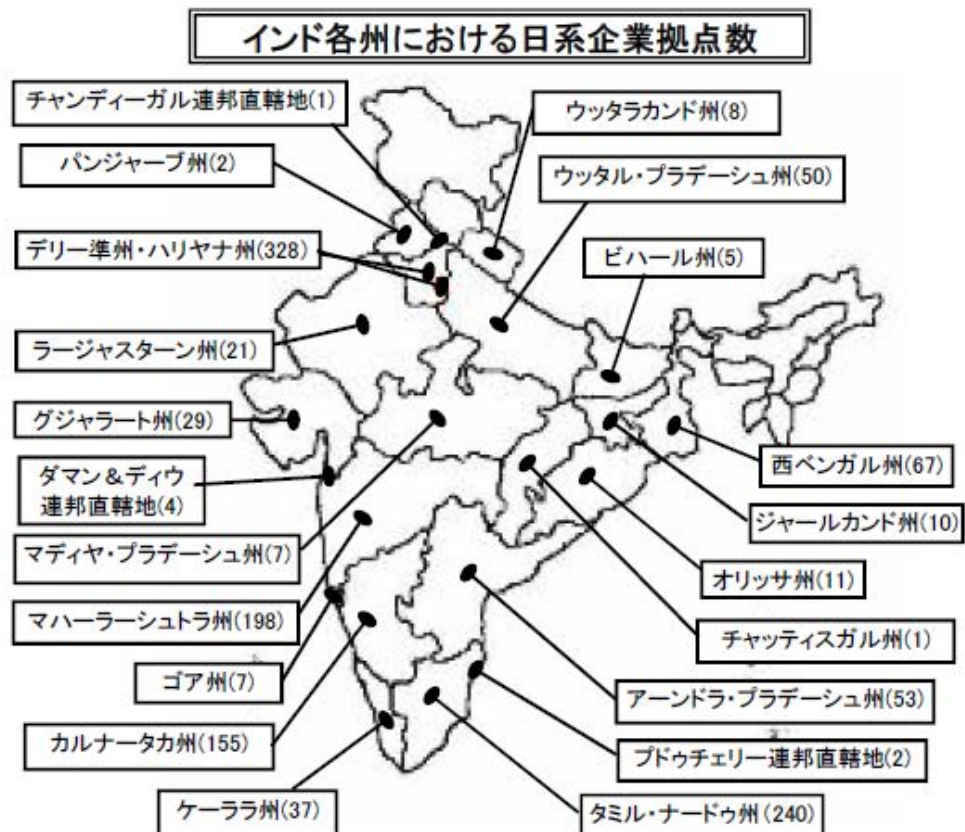 インド各州における日系企業拠点数
チャンディーガル連邦直轄地(1)
ウッタラカンド州(8)
パンジャーブ州(2)
ウッタル・プラデーシュ州(50)
デリー準州・ハリヤナ州(328)
ビハール州(5)
ラージャスターン州(21)
グジャラート州(29)
西ベンガル州(67)
ダマン＆ディウ
連邦直轄地(4)
ジャールカンド州(10)
マディヤ・プラデーシュ州(7)
オリッサ州(11)
マハーラーシュトラ州(198)
チャッティスガル州(1)
ゴア州(7)
アーンドラ・プラデーシュ州(53)
カルナータカ州(155)
プドゥチェリー連邦直轄地(2)
ケーララ州(37)
タミル・ナードゥ州(240)